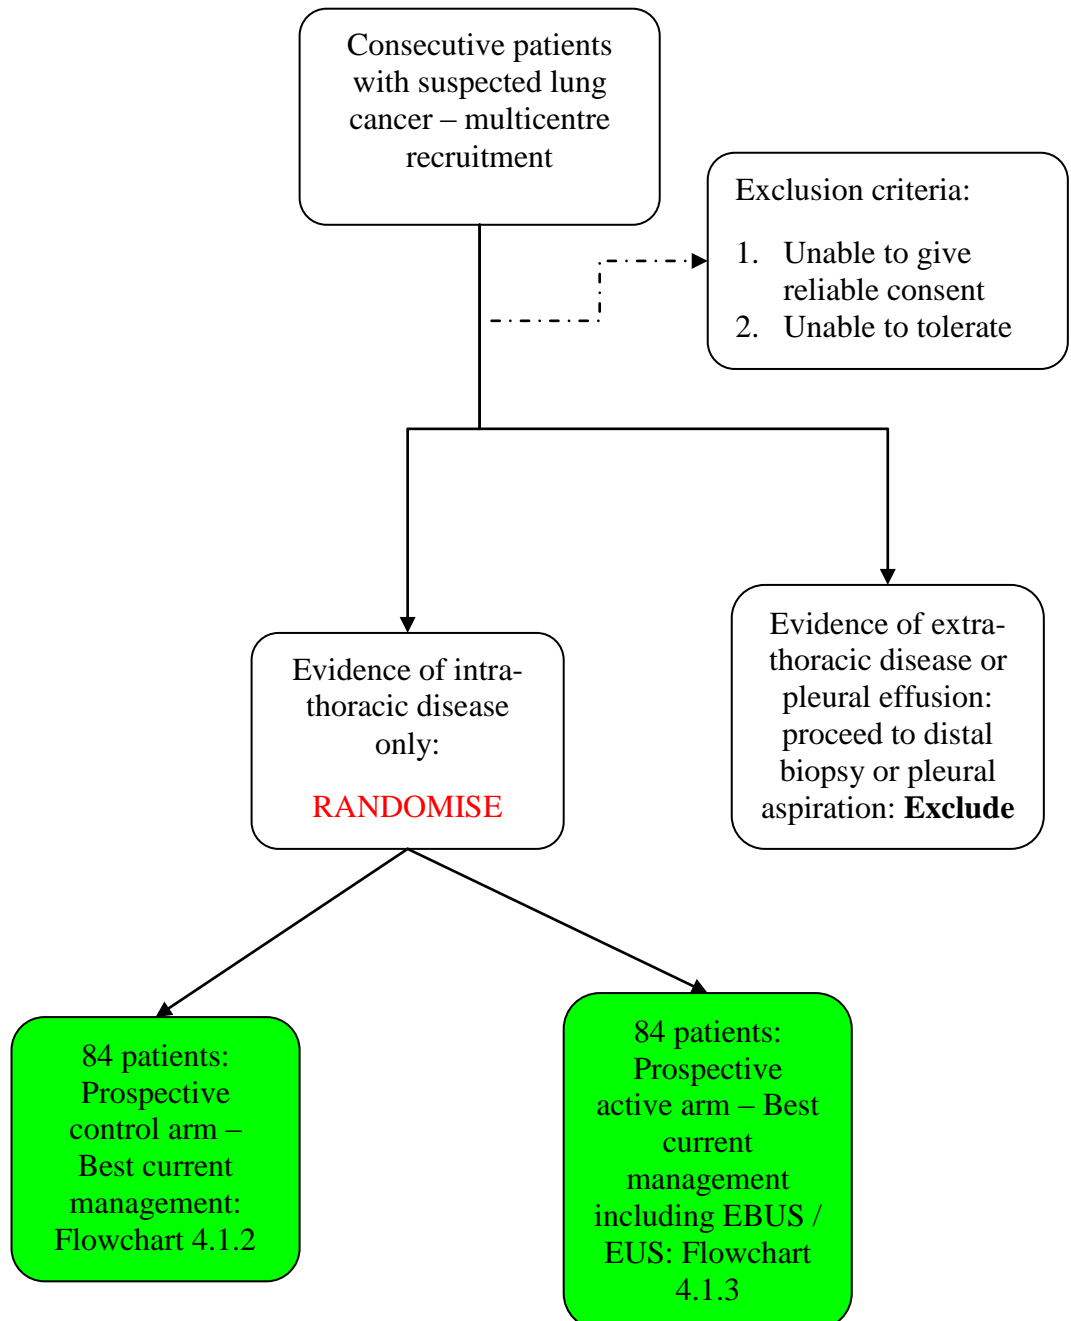 Consecutive patients
with suspected lung
cancer – multicentre
recruitment
Exclusion criteria:
1. Unable to give
reliable consent
2. Unable to tolerate
Evidence of intra-
thoracic disease
only:
RANDOMISE
Evidence of extra-
thoracic disease or
pleural effusion:
proceed to distal
biopsy or pleural
aspiration: Exclude
84 patients:
Prospective
control arm –
Best current
management:
Flowchart 4.1.2
84 patients:
Prospective
active arm – Best
current
management
including EBUS /
EUS: Flowchart
4.1.3